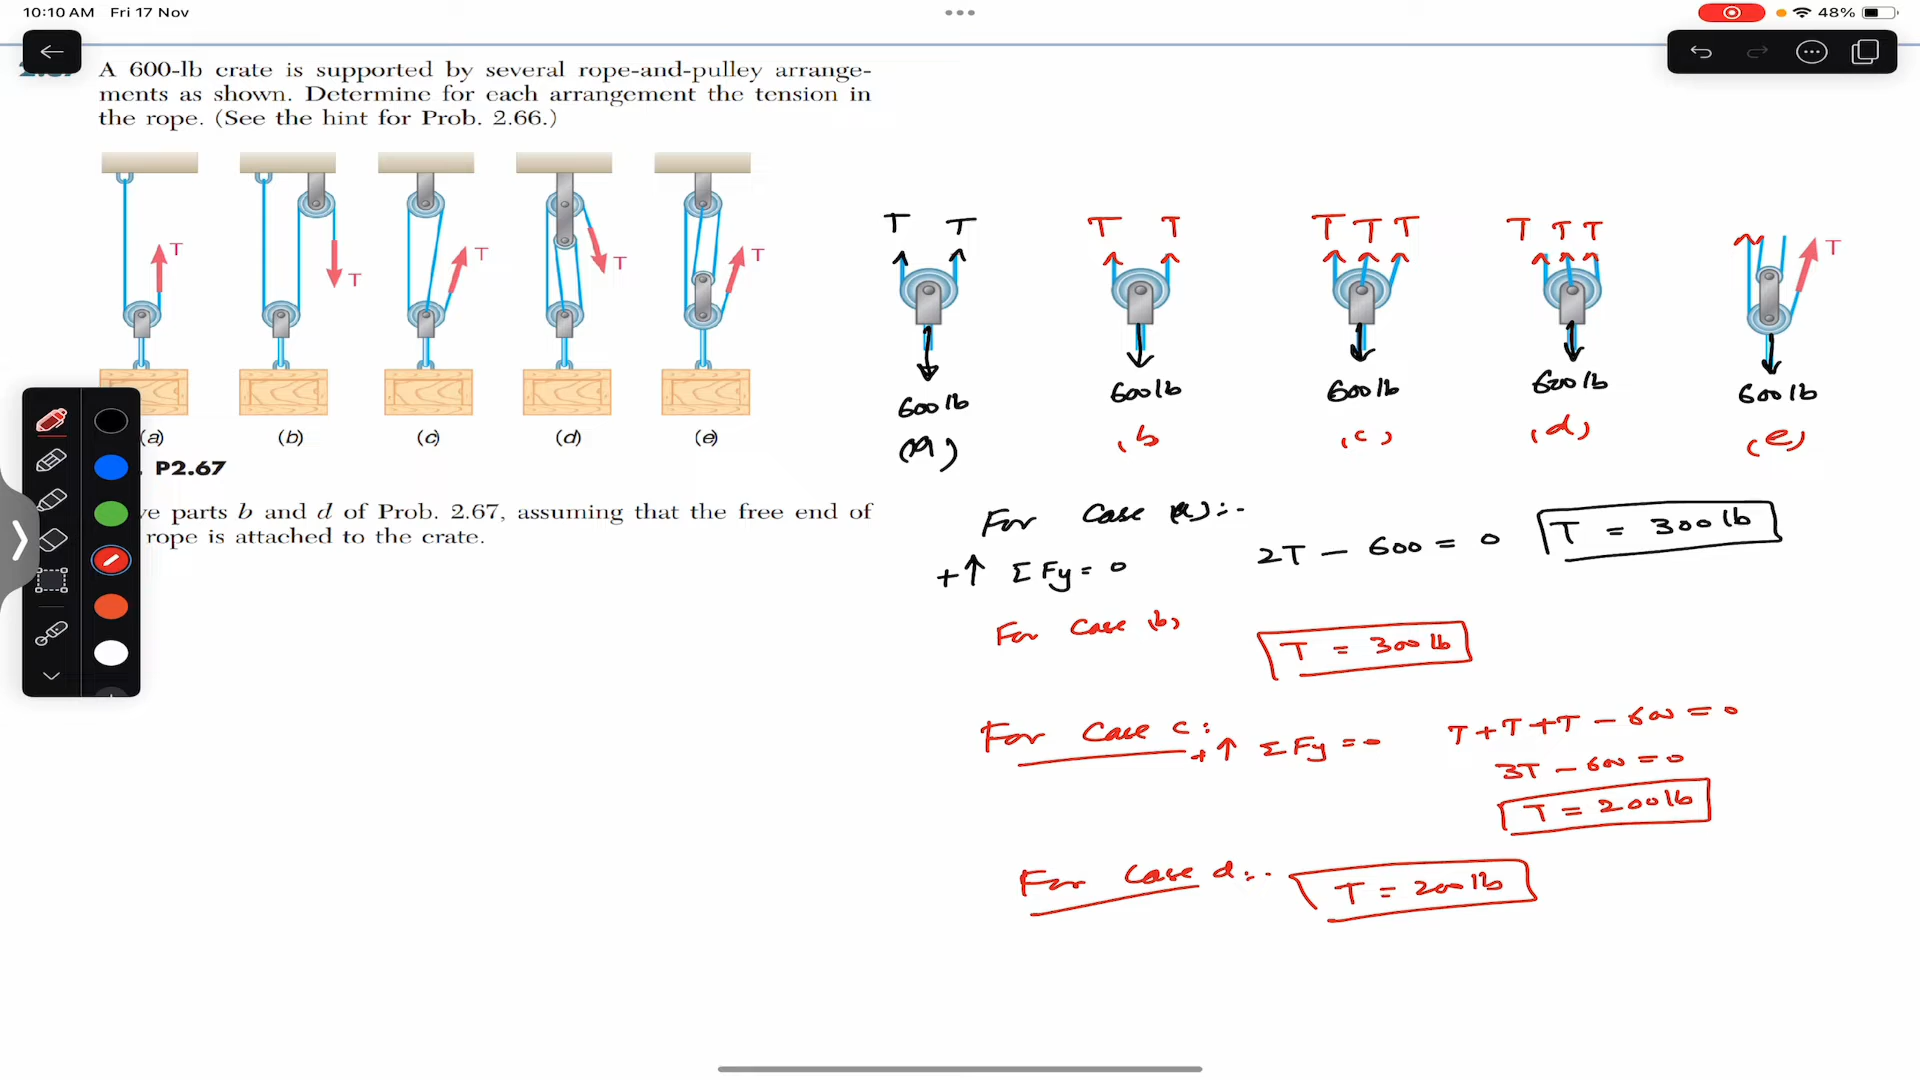 10:10 AM Fri 17 Nov
48%
A 600-lb crate is supported by several rope-and-pulley arrange-
ments as shown. Determine for each arrangement the tension in
the rope. (See the hint for Prob. 2.66.)
T
T
T
T
T
(a) (b) (c) (d) (e)
P2.67
ve parts b and d of Prob. 2.67, assuming that the free end of
rope is attached to the crate.
T T
T T
T T T
T T T
T
600 lb
600 lb
600 lb
600 lb
600 lb
(a)
(b
(c)
(d)
(e)
For Case (a):-
+↑ ΣFy = 0 2T - 600 = 0 T = 300 lb
For Case (b)
T = 300 lb
For Case c:
+↑ ΣFy = 0 T+T+T - 600 = 0
3T - 600 = 0
T = 200 lb
For Case d:- T = 200 lb